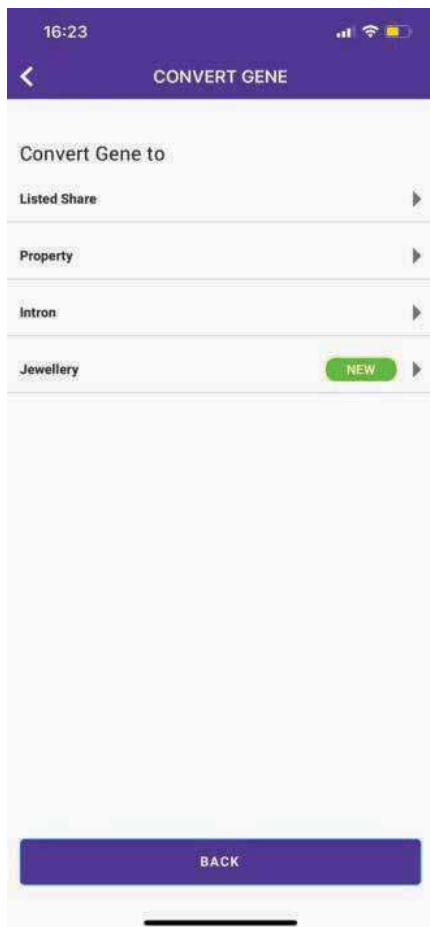 16:23
CONVERT GENE
Convert Gene to
Listed Share
Property
Intron
Jewellery NEW
BACK